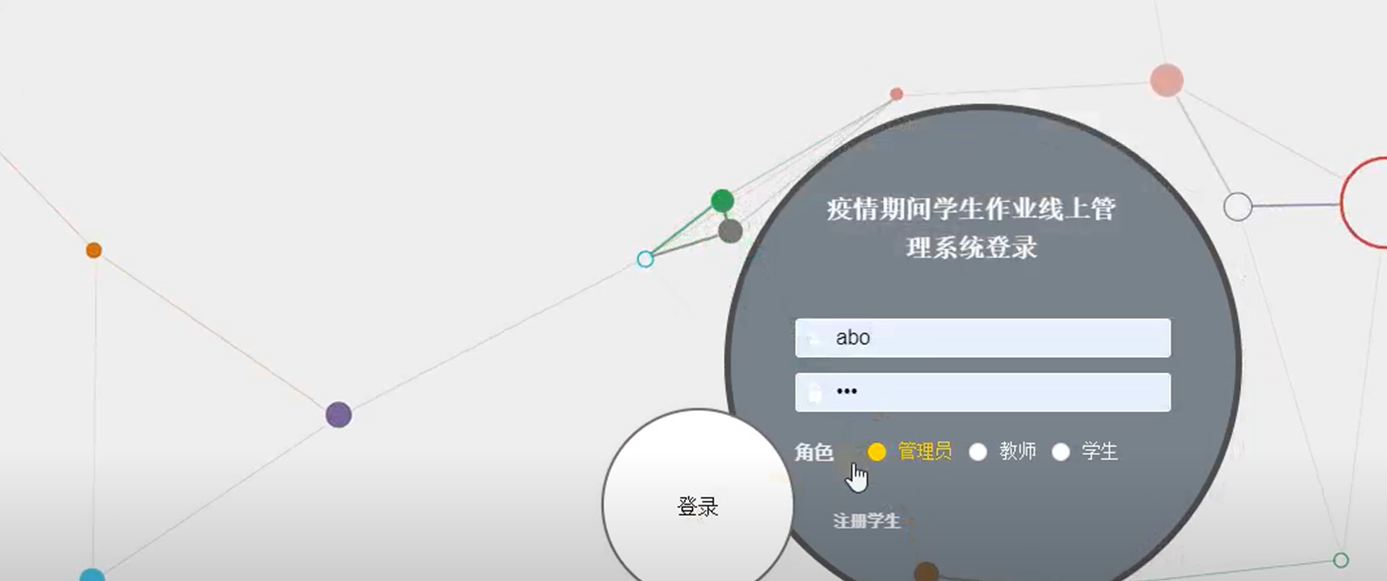 疫情期间学生作业线上管
理系统登录
abo
•••
角色 管理员 教师 学生
登录
注册学生